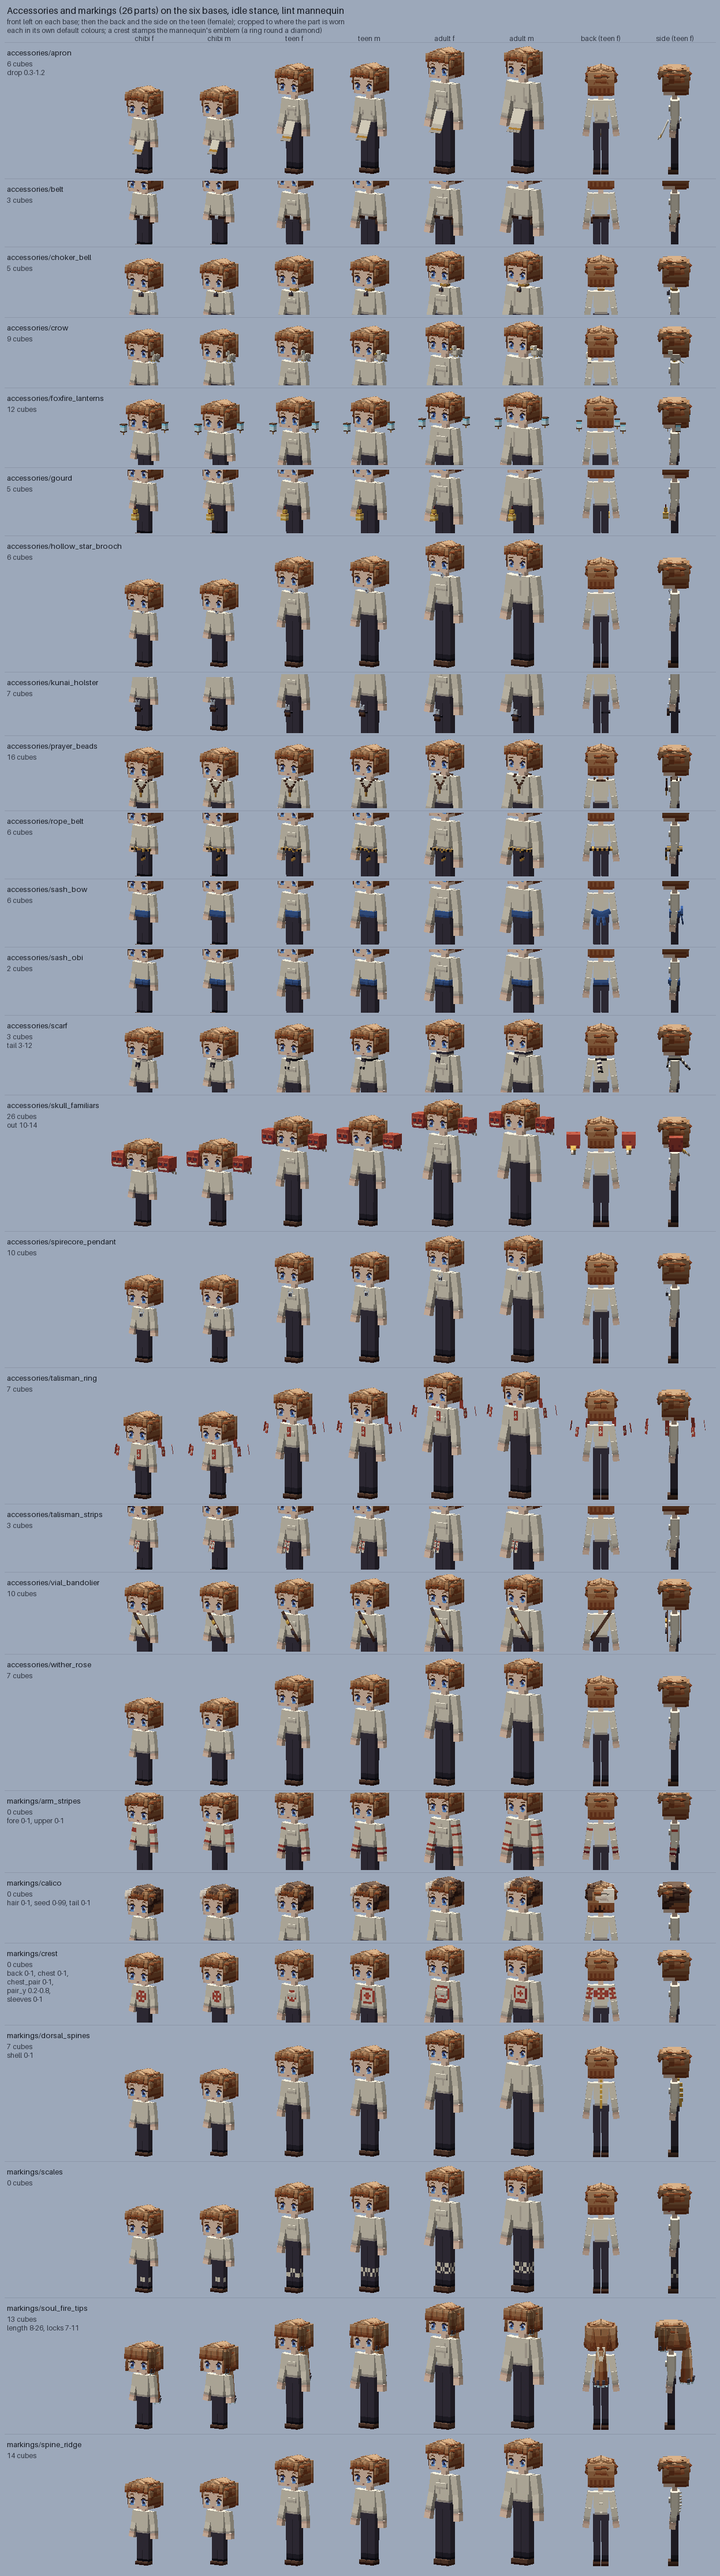 Accessories and markings (26 parts) on the six bases, idle stance, lint mannequin
front left on each base; then the back and the side on the teen (female); cropped to where the part is worn
each in its own default colours; a crest stamps the mannequin's emblem (a ring round a diamond)
chibi f chibi m teen f teen m adult f adult m back (teen f) side (teen f)
accessories/apron
6 cubes
drop 0.3-1.2
accessories/belt
3 cubes
accessories/choker_bell
5 cubes
accessories/crow
9 cubes
accessories/foxfire_lanterns
12 cubes
accessories/gourd
5 cubes
accessories/hollow_star_brooch
6 cubes
accessories/kunai_holster
7 cubes
accessories/prayer_beads
16 cubes
accessories/rope_belt
6 cubes
accessories/sash_bow
6 cubes
accessories/sash_obi
2 cubes
accessories/scarf
3 cubes
tail 3-12
accessories/skull_familiars
26 cubes
out 10-14
accessories/spirecore_pendant
10 cubes
accessories/talisman_ring
7 cubes
accessories/talisman_strips
3 cubes
accessories/vial_bandolier
10 cubes
accessories/wither_rose
7 cubes
markings/arm_stripes
0 cubes
fore 0-1, upper 0-1
markings/calico
0 cubes
hair 0-1, seed 0-99, tail 0-1
markings/crest
0 cubes
back 0-1, chest 0-1,
chest_pair 0-1,
pair_y 0.2-0.8,
sleeves 0-1
markings/dorsal_spines
7 cubes
shell 0-1
markings/scales
0 cubes
markings/soul_fire_tips
13 cubes
length 8-26, locks 7-11
markings/spine_ridge
14 cubes